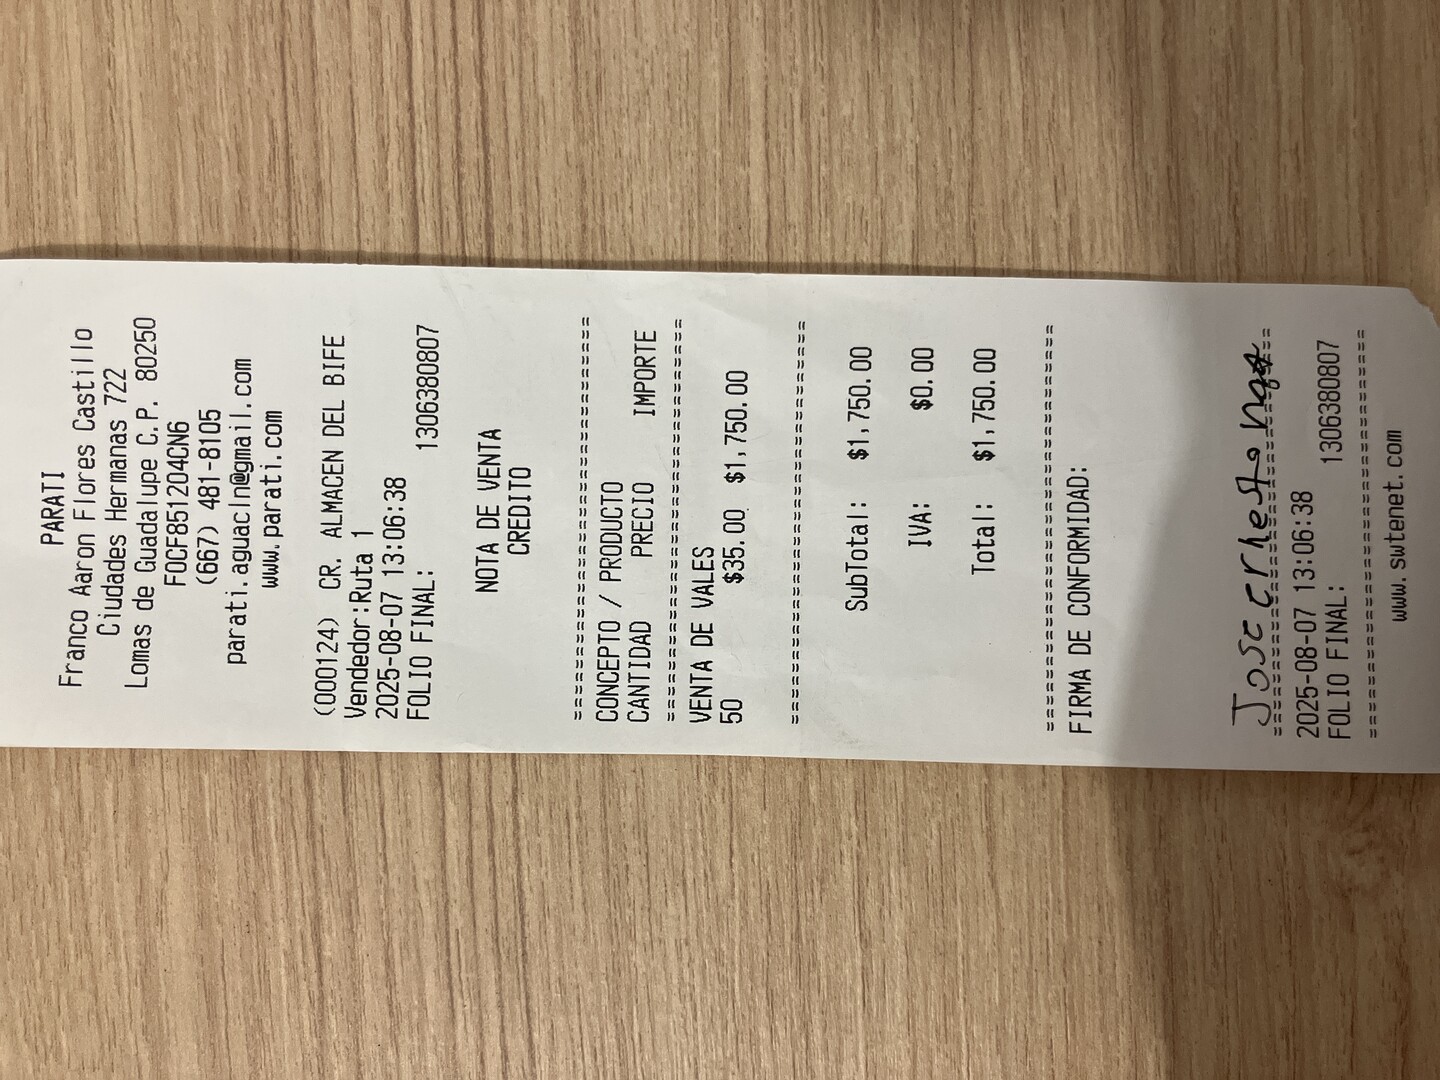 PARATI
Franco Aaron Flores Castillo
Ciudades Hermanas 722
Lomas de Guadalupe C.P. 80250
FOCF851204CN6
(667) 481-8105
parati.aguacln@gmail.com
www.parati.com
(000124) CR. ALMACEN DEL BIFE
Vendedor:Ruta 1
2025-08-07 13:06:38
FOLIO FINAL: 1306380807
NOTA DE VENTA
CREDITO
==============================
CONCEPTO / PRODUCTO
CANTIDAD PRECIO IMPORTE
==============================
VENTA DE VALES
50 $35.00 $1,750.00
==============================
SubTotal: $1,750.00
IVA: $0.00
Total: $1,750.00
==============================
FIRMA DE CONFORMIDAD:
Jose
==============================
2025-08-07 13:06:38
FOLIO FINAL: 1306380807
==============================
www.swtenet.com